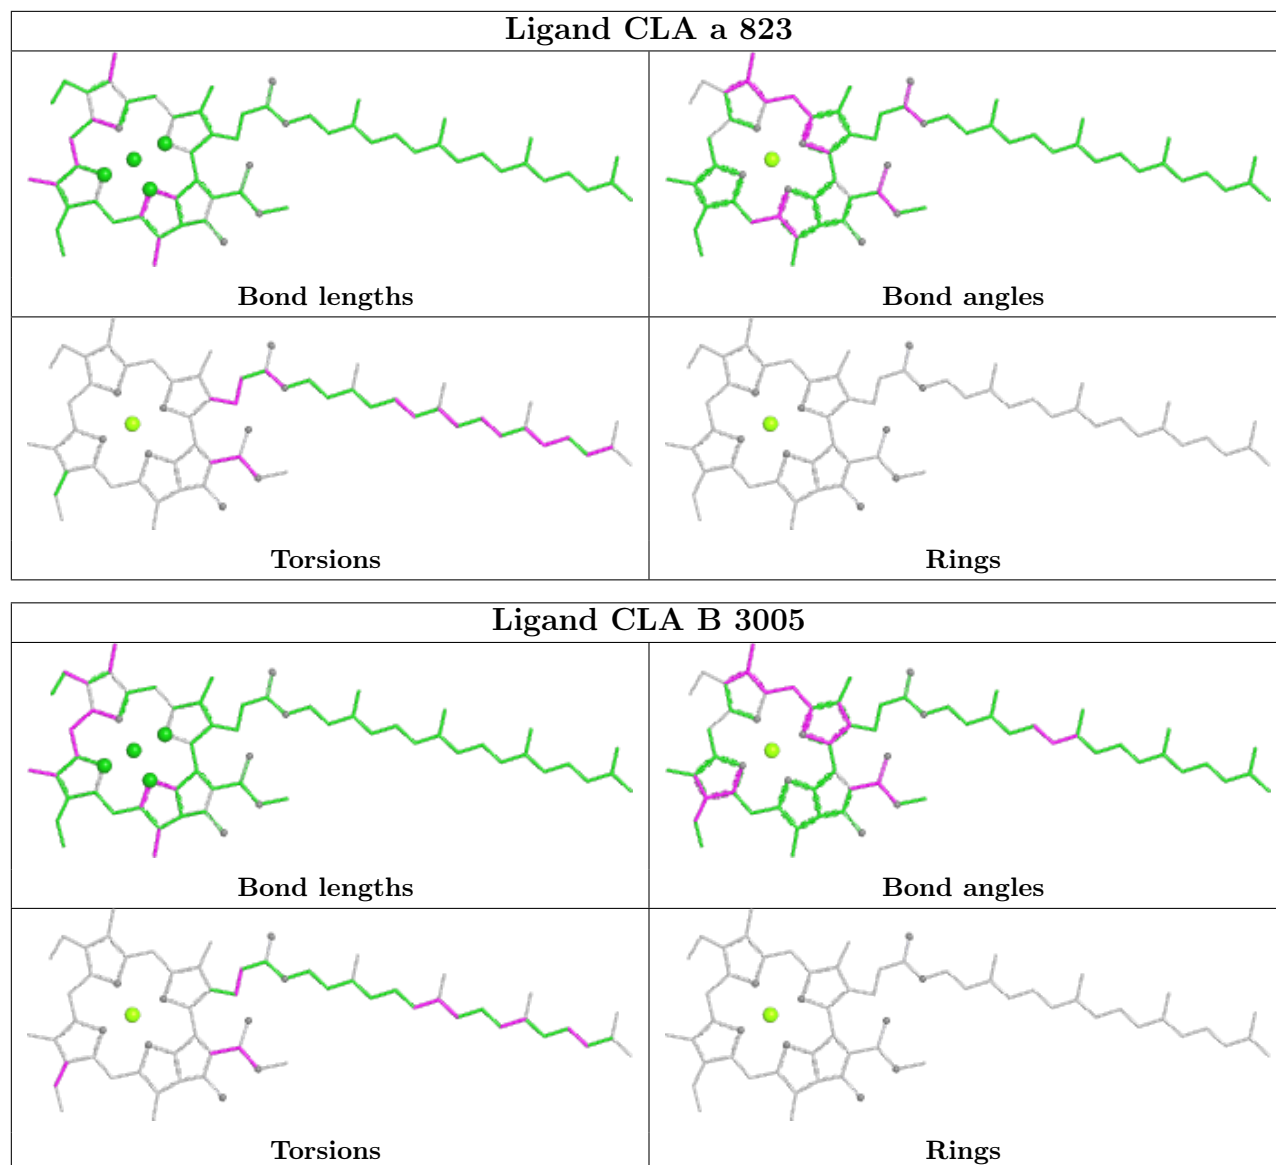 Ligand CLA a 823
Bond lengths
Bond angles
Torsions
Rings
Ligand CLA B 3005
Bond lengths
Bond angles
Torsions
Rings